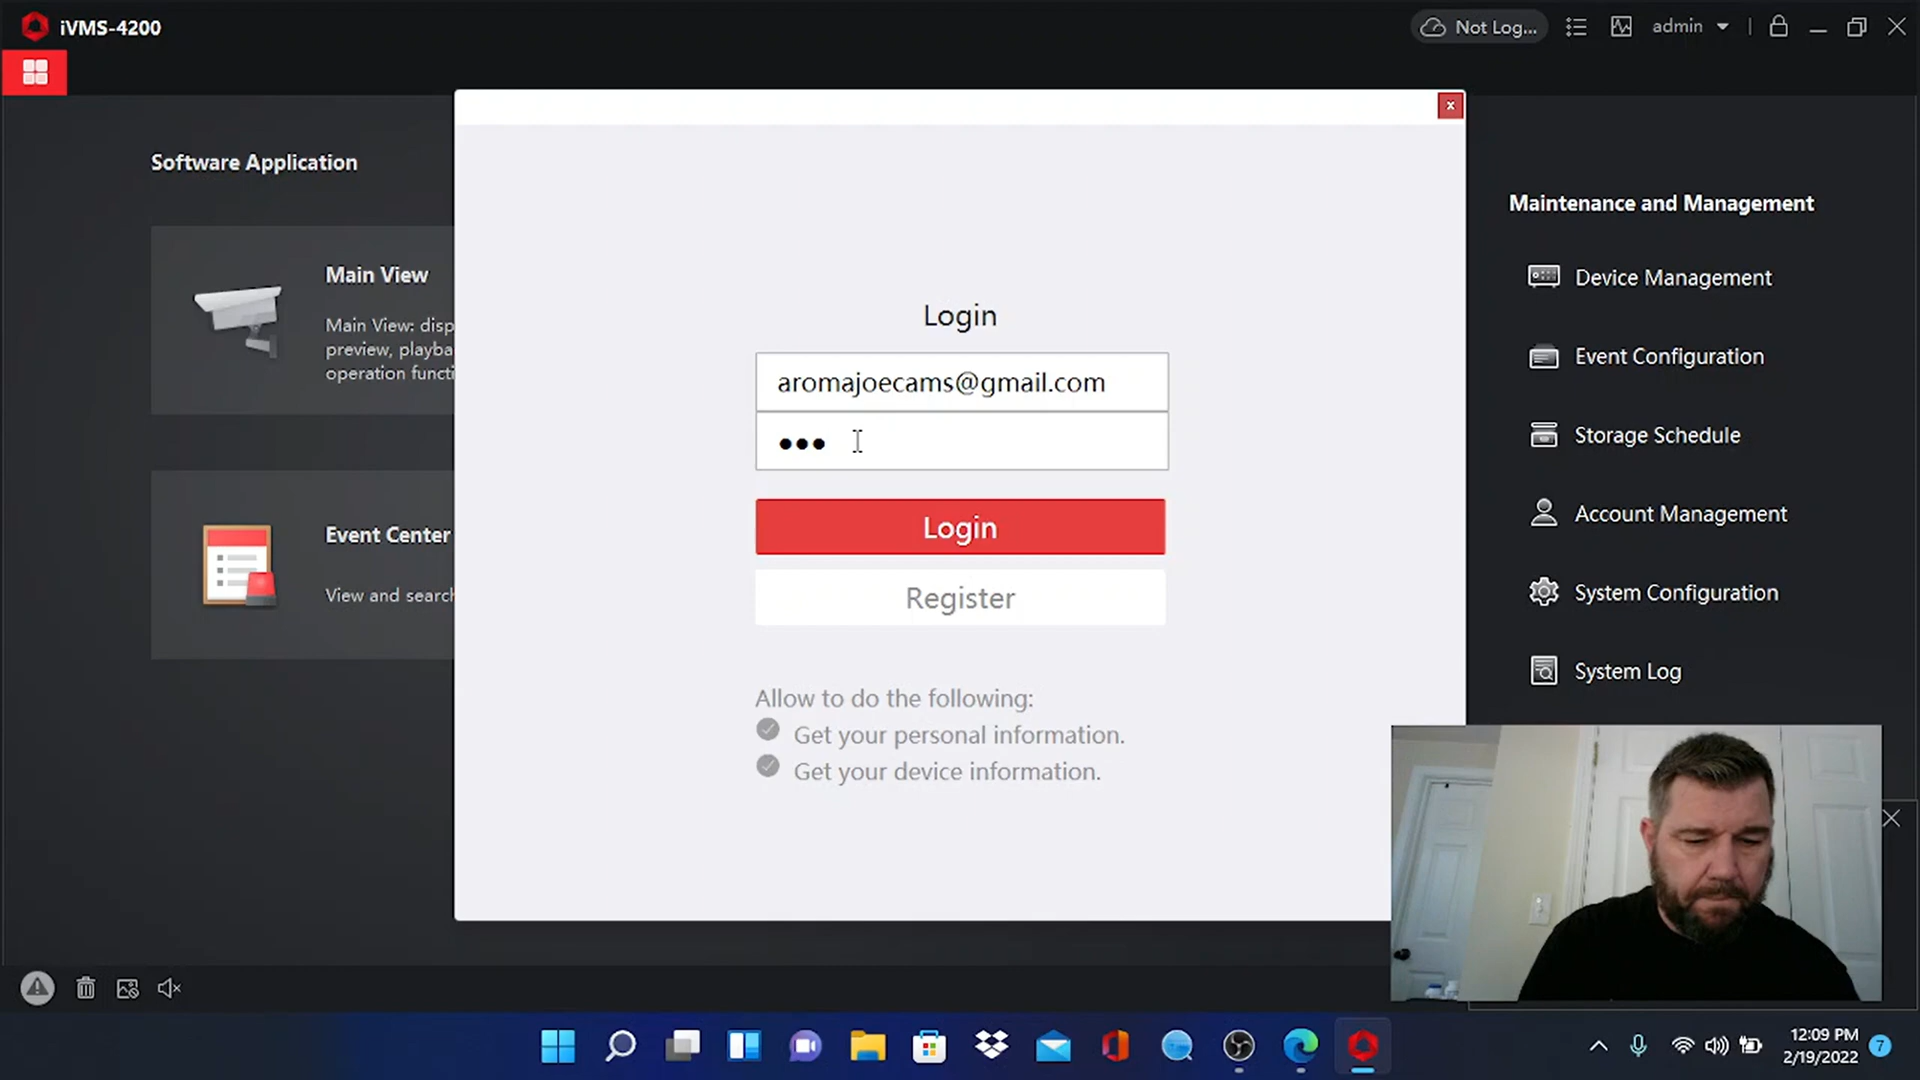 iVMS-4200
Not Log...
admin
Software Application
Main View
Main View: disp
preview, playba
operation functi
Event Center
View and search
Login
aromajoecams@gmail.com
Login
Register
Allow to do the following:
Get your personal information.
Get your device information.
Maintenance and Management
Device Management
Event Configuration
Storage Schedule
Account Management
System Configuration
System Log
12:09 PM
2/19/2022
7